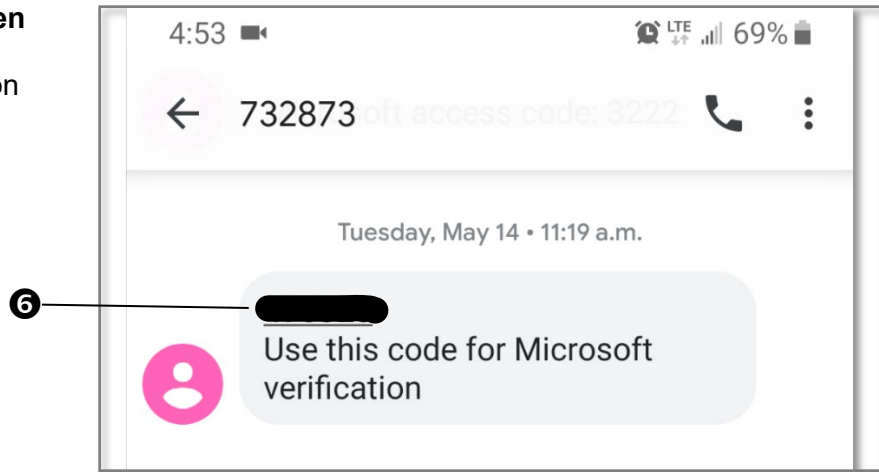 en
on
4:53 LTE 69%
732873 oft access code: 3222
Tuesday, May 14 • 11:19 a.m.
❻
Use this code for Microsoft
verification